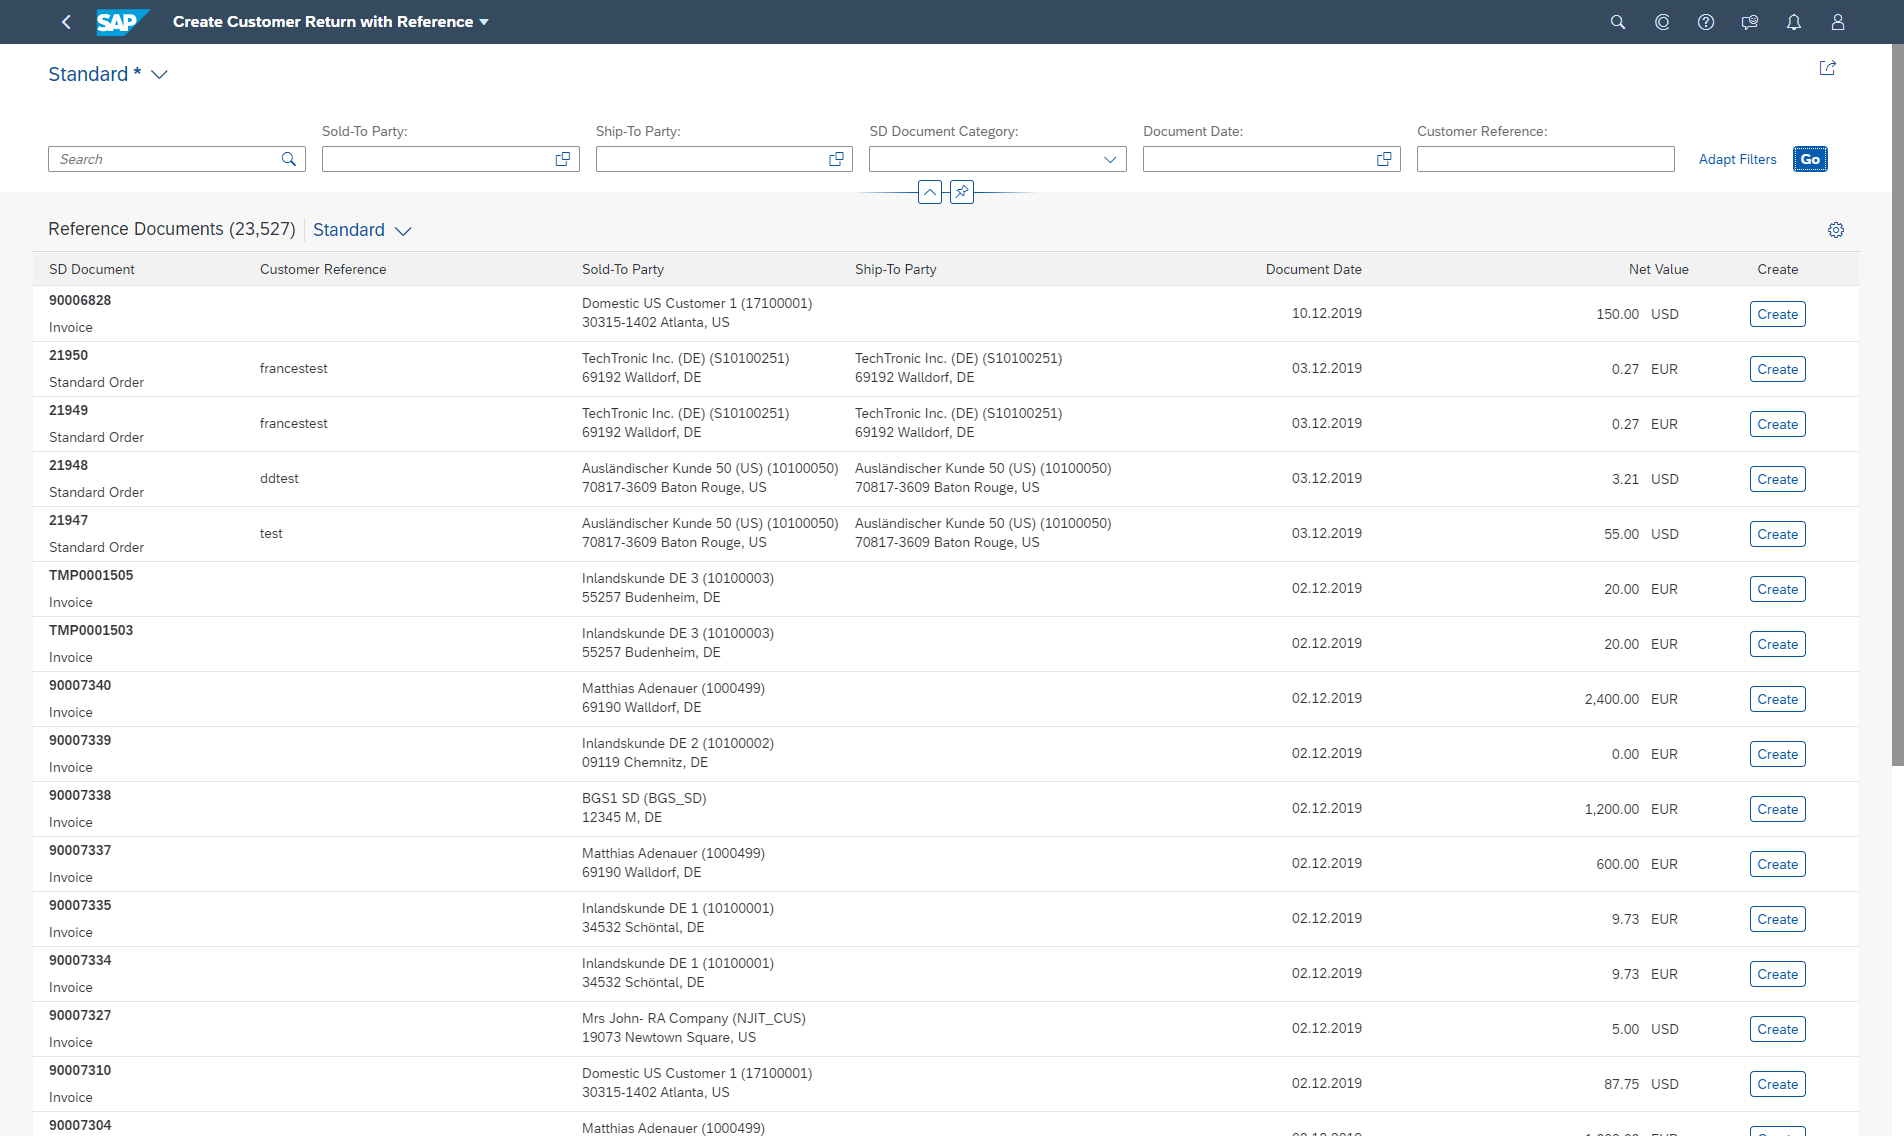 SAP Create Customer Return with Reference
Standard *
Sold-To Party: Ship-To Party: SD Document Category: Document Date: Customer Reference:
Search Adapt Filters Go
Reference Documents (23,527) Standard
SD Document Customer Reference Sold-To Party Ship-To Party Document Date Net Value Create
90006828
Invoice
Domestic US Customer 1 (17100001)
30315-1402 Atlanta, US
10.12.2019 150.00 USD Create
21950
Standard Order
francestest
TechTronic Inc. (DE) (S10100251)
69192 Walldorf, DE
TechTronic Inc. (DE) (S10100251)
69192 Walldorf, DE
03.12.2019 0.27 EUR Create
21949
Standard Order
francestest
TechTronic Inc. (DE) (S10100251)
69192 Walldorf, DE
TechTronic Inc. (DE) (S10100251)
69192 Walldorf, DE
03.12.2019 0.27 EUR Create
21948
Standard Order
ddtest
Ausländischer Kunde 50 (US) (10100050)
70817-3609 Baton Rouge, US
Ausländischer Kunde 50 (US) (10100050)
70817-3609 Baton Rouge, US
03.12.2019 3.21 USD Create
21947
Standard Order
test
Ausländischer Kunde 50 (US) (10100050)
70817-3609 Baton Rouge, US
Ausländischer Kunde 50 (US) (10100050)
70817-3609 Baton Rouge, US
03.12.2019 55.00 USD Create
TMP0001505
Invoice
Inlandskunde DE 3 (10100003)
55257 Budenheim, DE
02.12.2019 20.00 EUR Create
TMP0001503
Invoice
Inlandskunde DE 3 (10100003)
55257 Budenheim, DE
02.12.2019 20.00 EUR Create
90007340
Invoice
Matthias Adenauer (1000499)
69190 Walldorf, DE
02.12.2019 2,400.00 EUR Create
90007339
Invoice
Inlandskunde DE 2 (10100002)
09119 Chemnitz, DE
02.12.2019 0.00 EUR Create
90007338
Invoice
BGS1 SD (BGS_SD)
12345 M, DE
02.12.2019 1,200.00 EUR Create
90007337
Invoice
Matthias Adenauer (1000499)
69190 Walldorf, DE
02.12.2019 600.00 EUR Create
90007335
Invoice
Inlandskunde DE 1 (10100001)
34532 Schöntal, DE
02.12.2019 9.73 EUR Create
90007334
Invoice
Inlandskunde DE 1 (10100001)
34532 Schöntal, DE
02.12.2019 9.73 EUR Create
90007327
Invoice
Mrs John- RA Company (NJIT_CUS)
19073 Newtown Square, US
02.12.2019 5.00 USD Create
90007310
Invoice
Domestic US Customer 1 (17100001)
30315-1402 Atlanta, US
02.12.2019 87.75 USD Create
90007304
Matthias Adenauer (1000499)